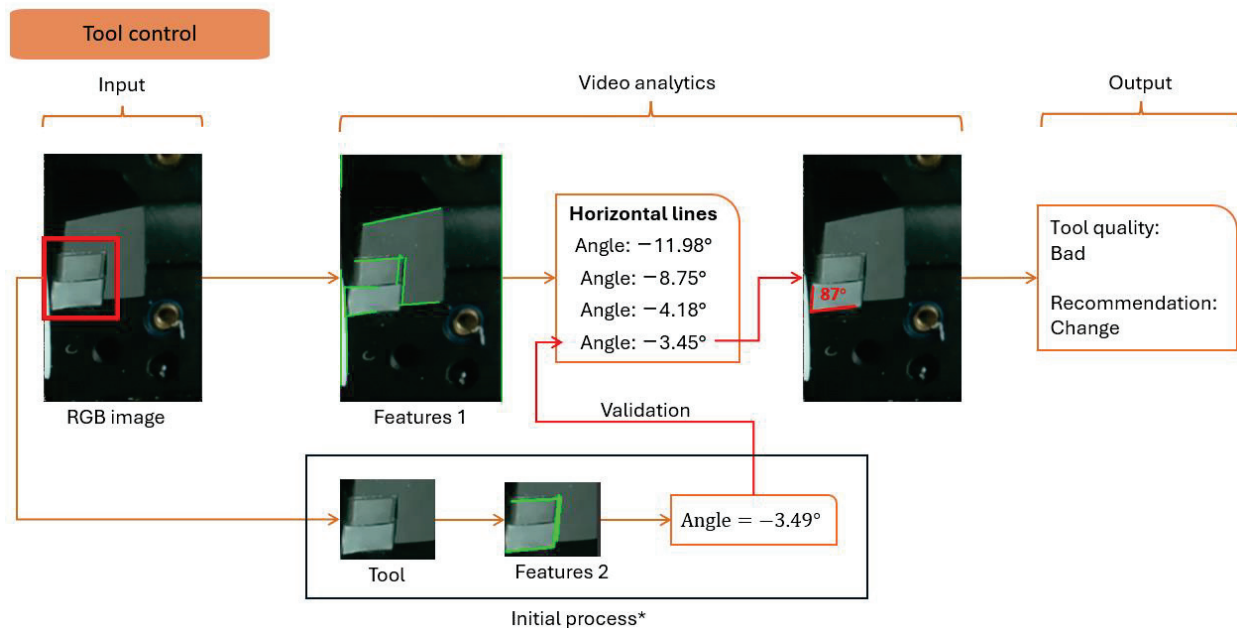 Tool control
Input
Video analytics
Output
Horizontal lines
Angle: −11.98°
Angle: −8.75°
Angle: −4.18°
Angle: −3.45°
87°
Tool quality:
Bad
Recommendation:
Change
RGB image
Features 1
Validation
Angle = −3.49°
Tool
Features 2
Initial process*